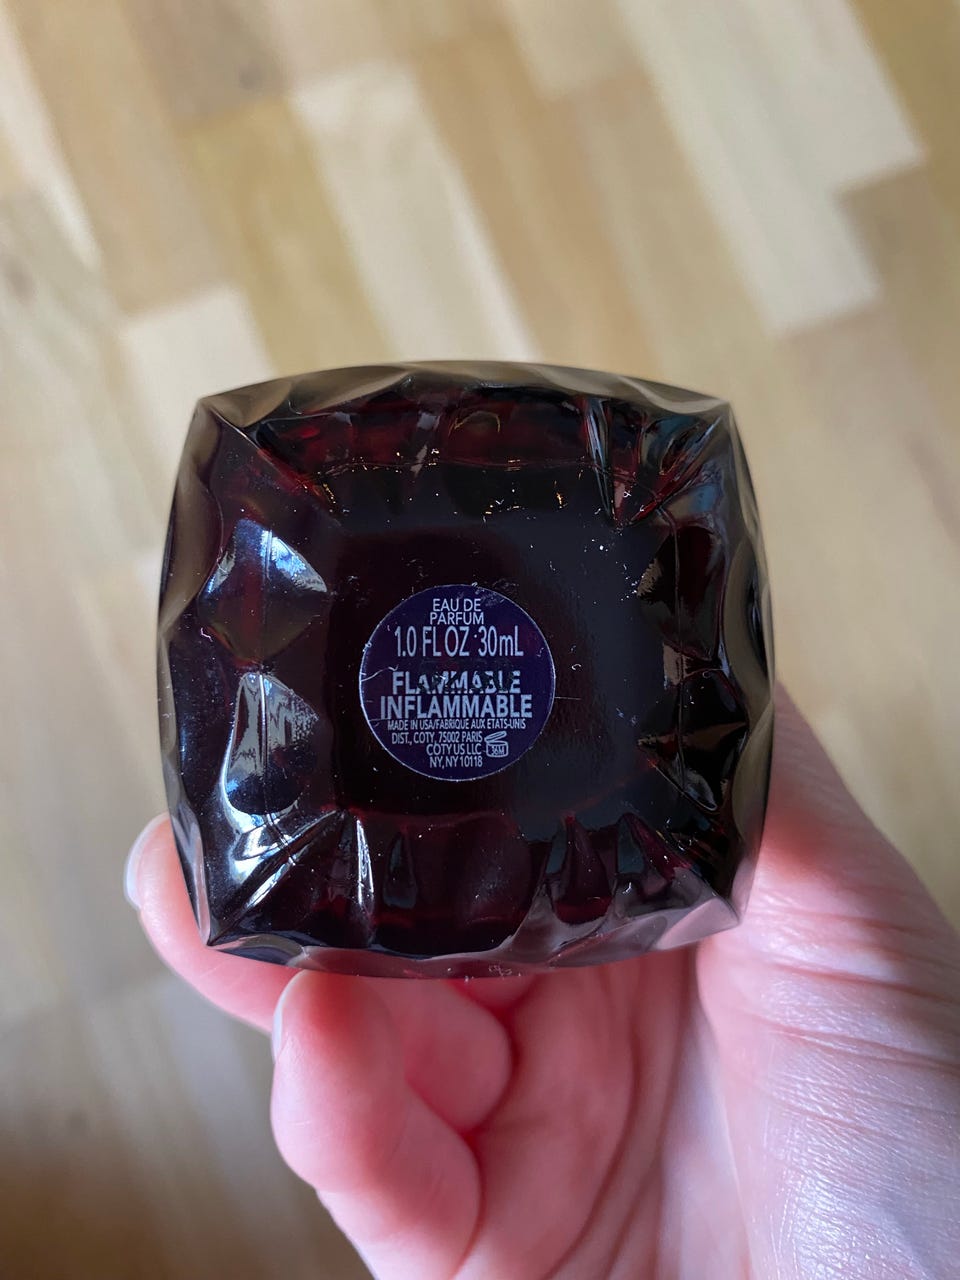 EAU DE
PARFUM
1.0 FL OZ 30mL
FLAMMABLE
INFLAMMABLE
MADE IN USA/FABRIQUE AUX ETATS-UNIS
DIST., COTY, 75002 PARIS
COTY US LLC
NY, NY 10118
36M